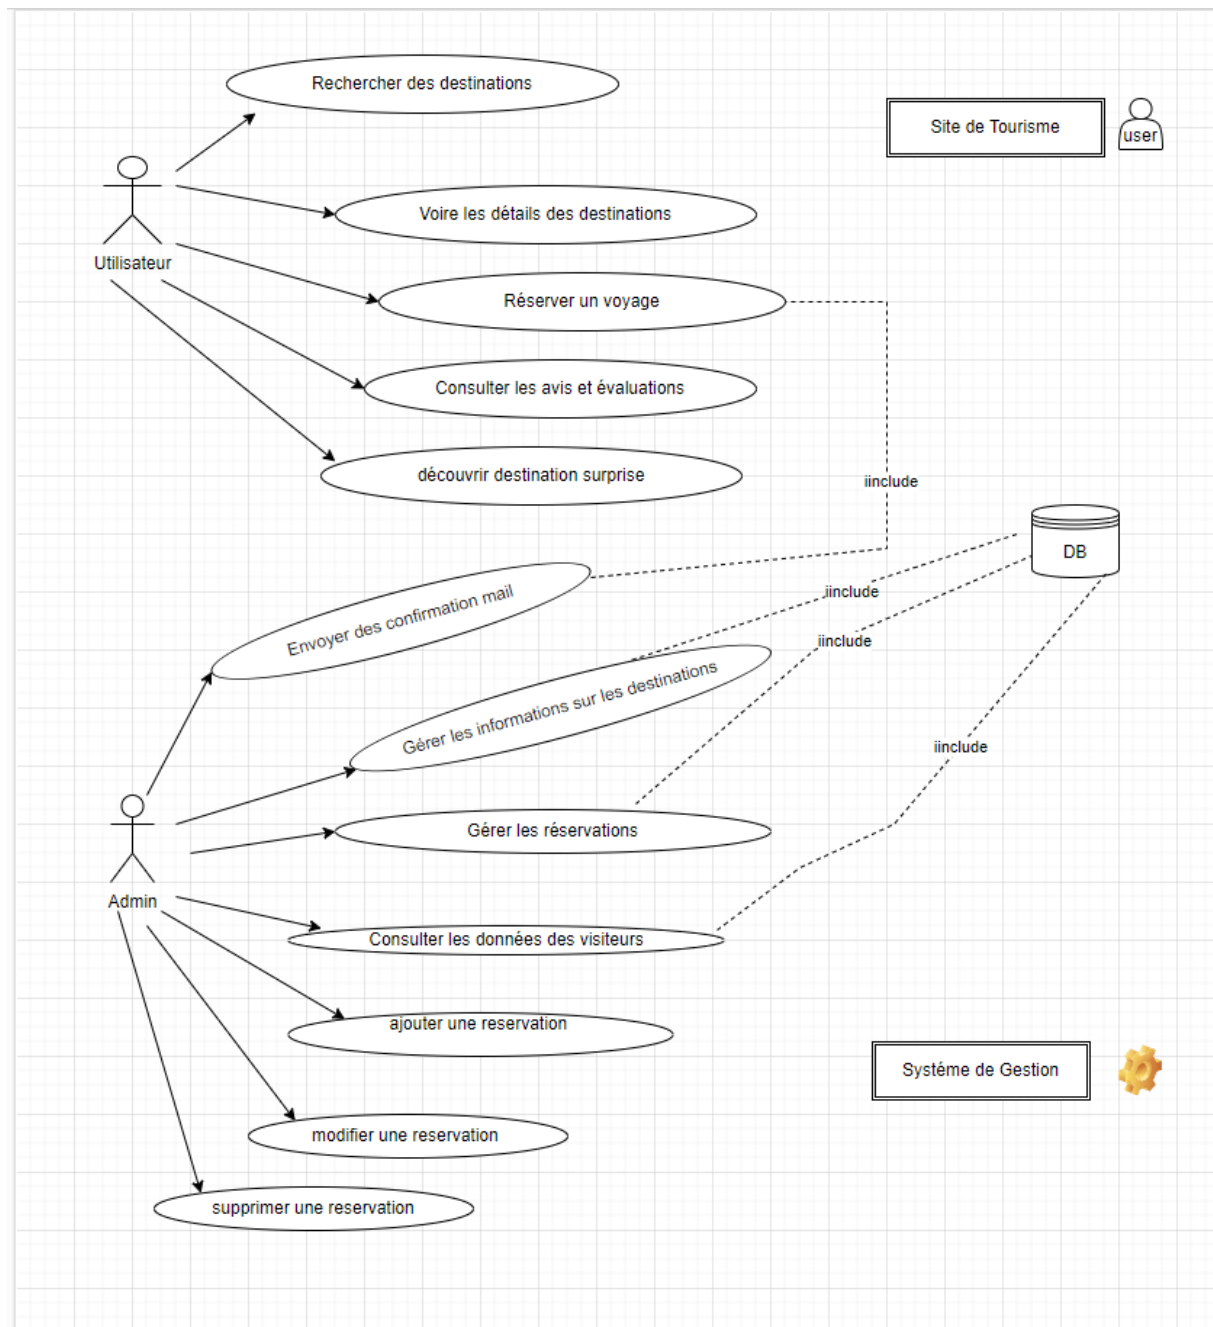 Rechercher des destinations
Site de Tourisme
user
Voire les détails des destinations
Utilisateur
Réserver un voyage
Consulter les avis et évaluations
découvrir destination surprise
iinclude
DB
Envoyer des confirmation mail
iinclude
iinclude
Gérer les informations sur les destinations
iinclude
Gérer les réservations
Admin
Consulter les données des visiteurs
ajouter une reservation
Systéme de Gestion
modifier une reservation
supprimer une reservation